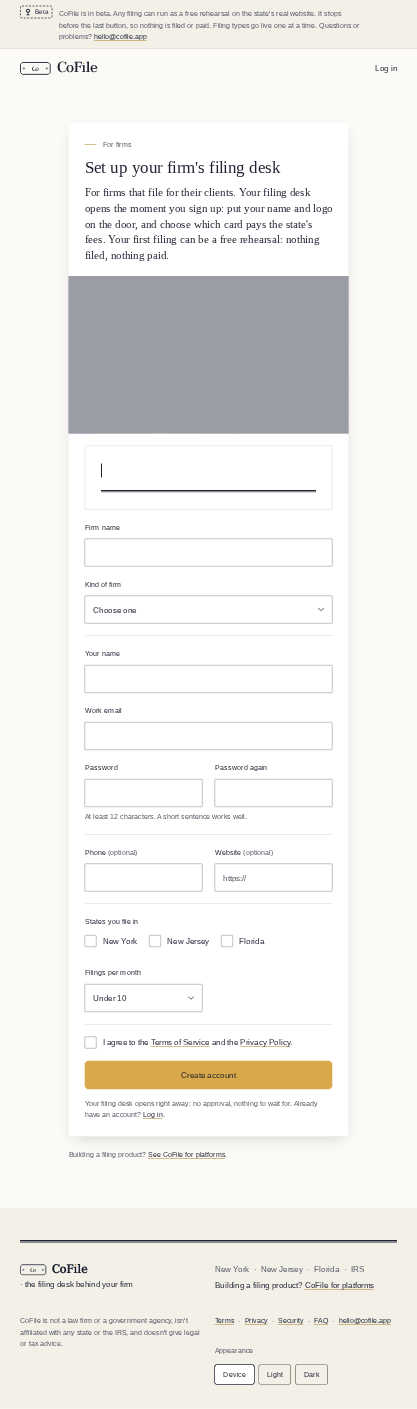 Beta
CoFile is in beta. Any filing can run as a free rehearsal on the state's real website. It stops
before the last button, so nothing is filed or paid. Filing types go live one at a time. Questions or
problems? hello@cofile.app
Co CoFile
Log in
For firms
Set up your firm's filing desk
For firms that file for their clients. Your filing desk
opens the moment you sign up: put your name and logo
on the door, and choose which card pays the state's
fees. Your first filing can be a free rehearsal: nothing
filed, nothing paid.
Firm name
Kind of firm
Choose one
Your name
Work email
Password Password again
At least 12 characters. A short sentence works well.
Phone (optional) Website (optional)
https://
States you file in
New York New Jersey Florida
Filings per month
Under 10
I agree to the Terms of Service and the Privacy Policy.
Create account
Your filing desk opens right away: no approval, nothing to wait for. Already
have an account? Log in.
Building a filing product? See CoFile for platforms.
Co CoFile
· the filing desk behind your firm
New York · New Jersey · Florida · IRS
Building a filing product? CoFile for platforms
CoFile is not a law firm or a government agency, isn't
affiliated with any state or the IRS, and doesn't give legal
or tax advice.
Terms · Privacy · Security · FAQ · hello@cofile.app
Appearance
Device Light Dark